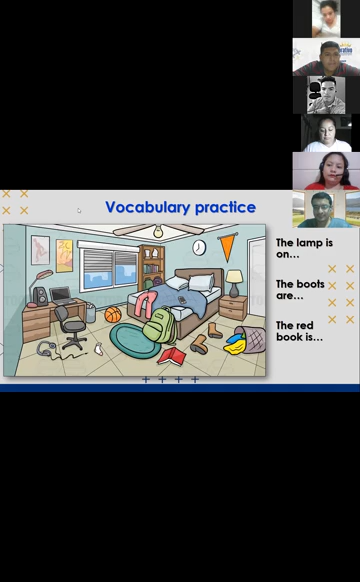 Vocabulary practice
The lamp is
on...
The boots
are...
The red
book is...